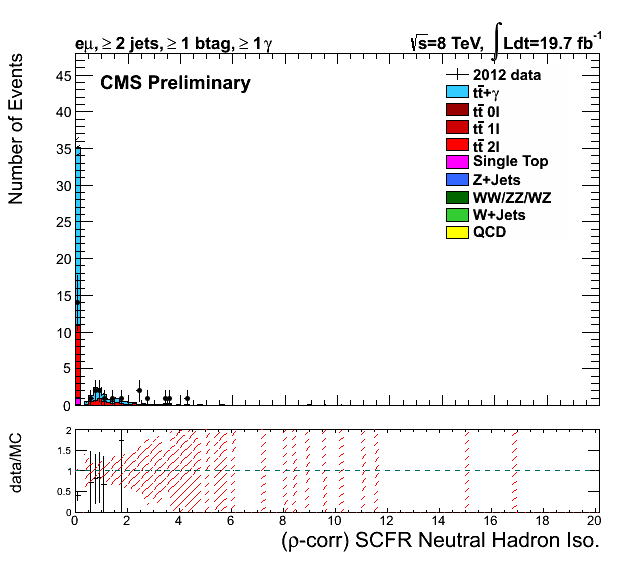 eμ, ≥ 2 jets, ≥ 1 btag, ≥ 1 γ
√s=8 TeV, ∫ Ldt=19.7 fb⁻¹
CMS Preliminary
2012 data
tt̅+γ
tt̅ 0l
tt̅ 1l
tt̅ 2l
Single Top
Z+Jets
WW/ZZ/WZ
W+Jets
QCD
Number of Events
45
40
35
30
25
20
15
10
5
0
data/MC
2
1.5
1
0.5
0
0 2 4 6 8 10 12 14 16 18 20
(ρ-corr) SCFR Neutral Hadron Iso.